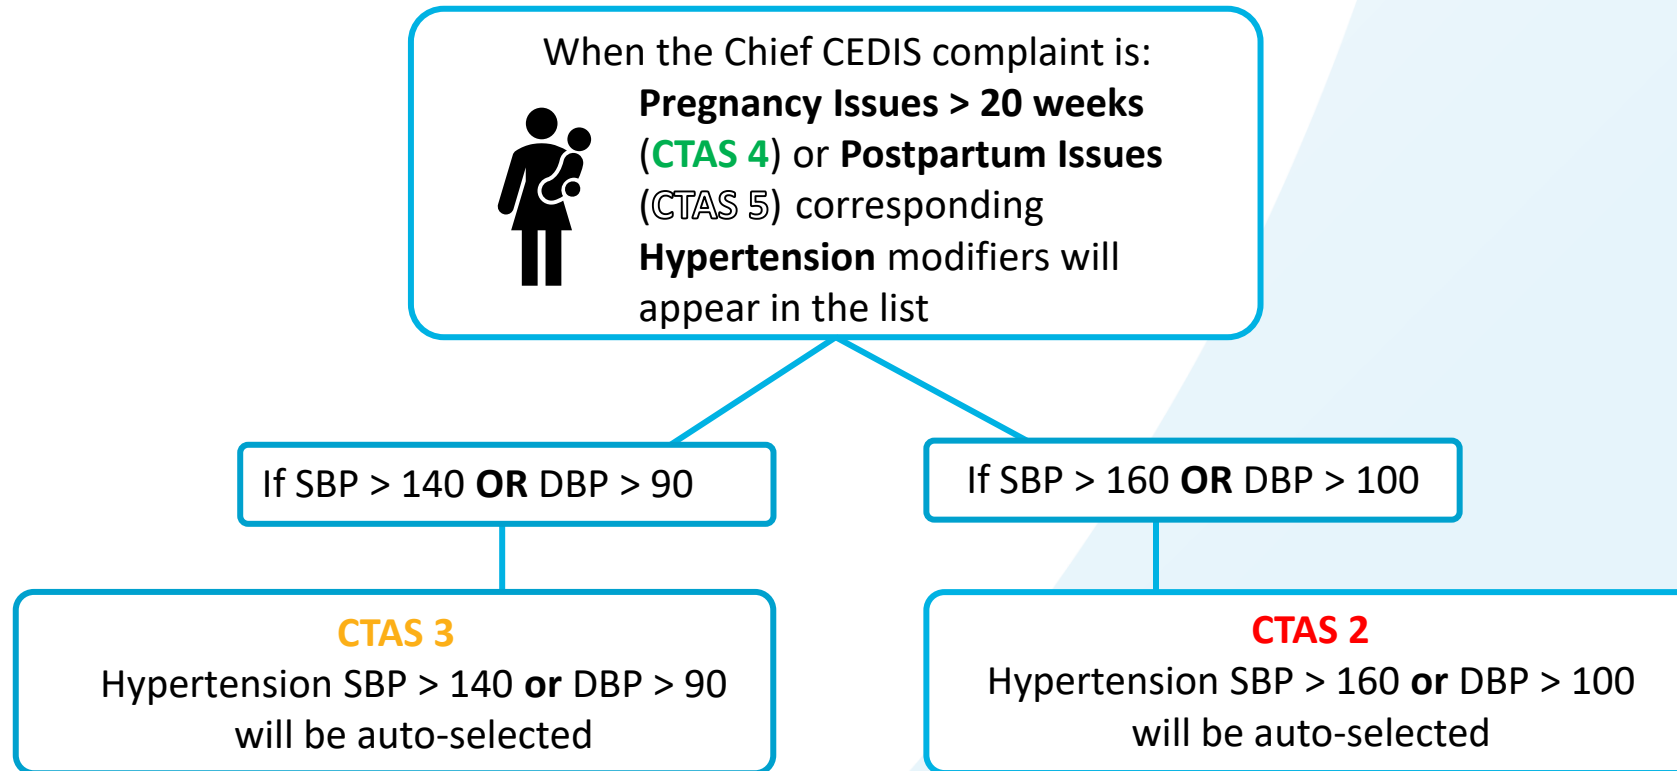 When the Chief CEDIS complaint is:
Pregnancy Issues > 20 weeks
(CTAS 4) or Postpartum Issues
(CTAS 5) corresponding
Hypertension modifiers will
appear in the list
If SBP > 140 OR DBP > 90
If SBP > 160 OR DBP > 100
CTAS 3
Hypertension SBP > 140 or DBP > 90
will be auto-selected
CTAS 2
Hypertension SBP > 160 or DBP > 100
will be auto-selected